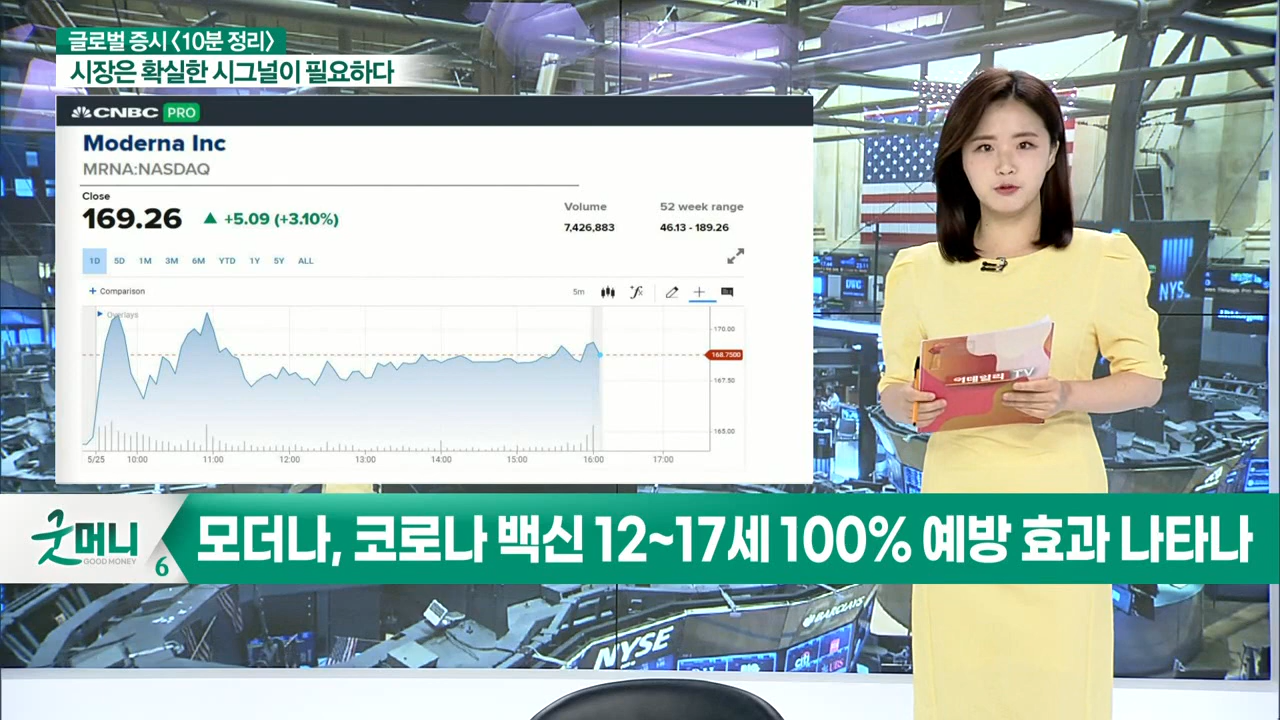 글로벌 증시 <10분 정리>
시장은 확실한 시그널이 필요하다
CNBC PRO
Moderna Inc
MRNA:NASDAQ
Close
169.26 ▲ +5.09 (+3.10%)
Volume
7,426,883
52 week range
46.13 - 189.26
1D 5D 1M 3M 6M YTD 1Y 5Y ALL
+ Comparison
5m
Overlays
170.00
168.7500
167.50
165.00
5/25 10:00 11:00 12:00 13:00 14:00 15:00 16:00 17:00
NYS
이데일리 TV
굿머니
GOOD MONEY
6
모더나, 코로나 백신 12~17세 100% 예방 효과 나타나
BARCLAYS
NYSE
citi
UBS